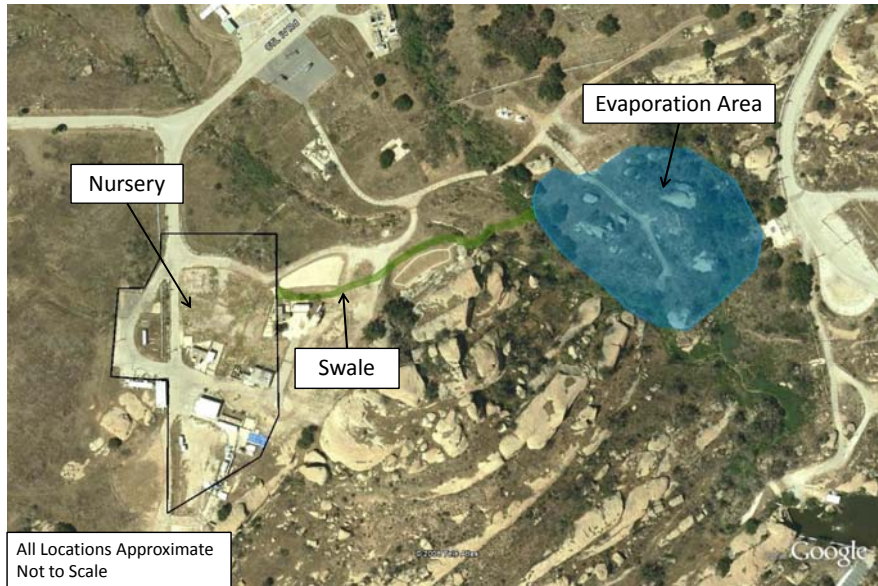 Evaporation Area
Nursery
Swale
All Locations Approximate
Not to Scale
Google